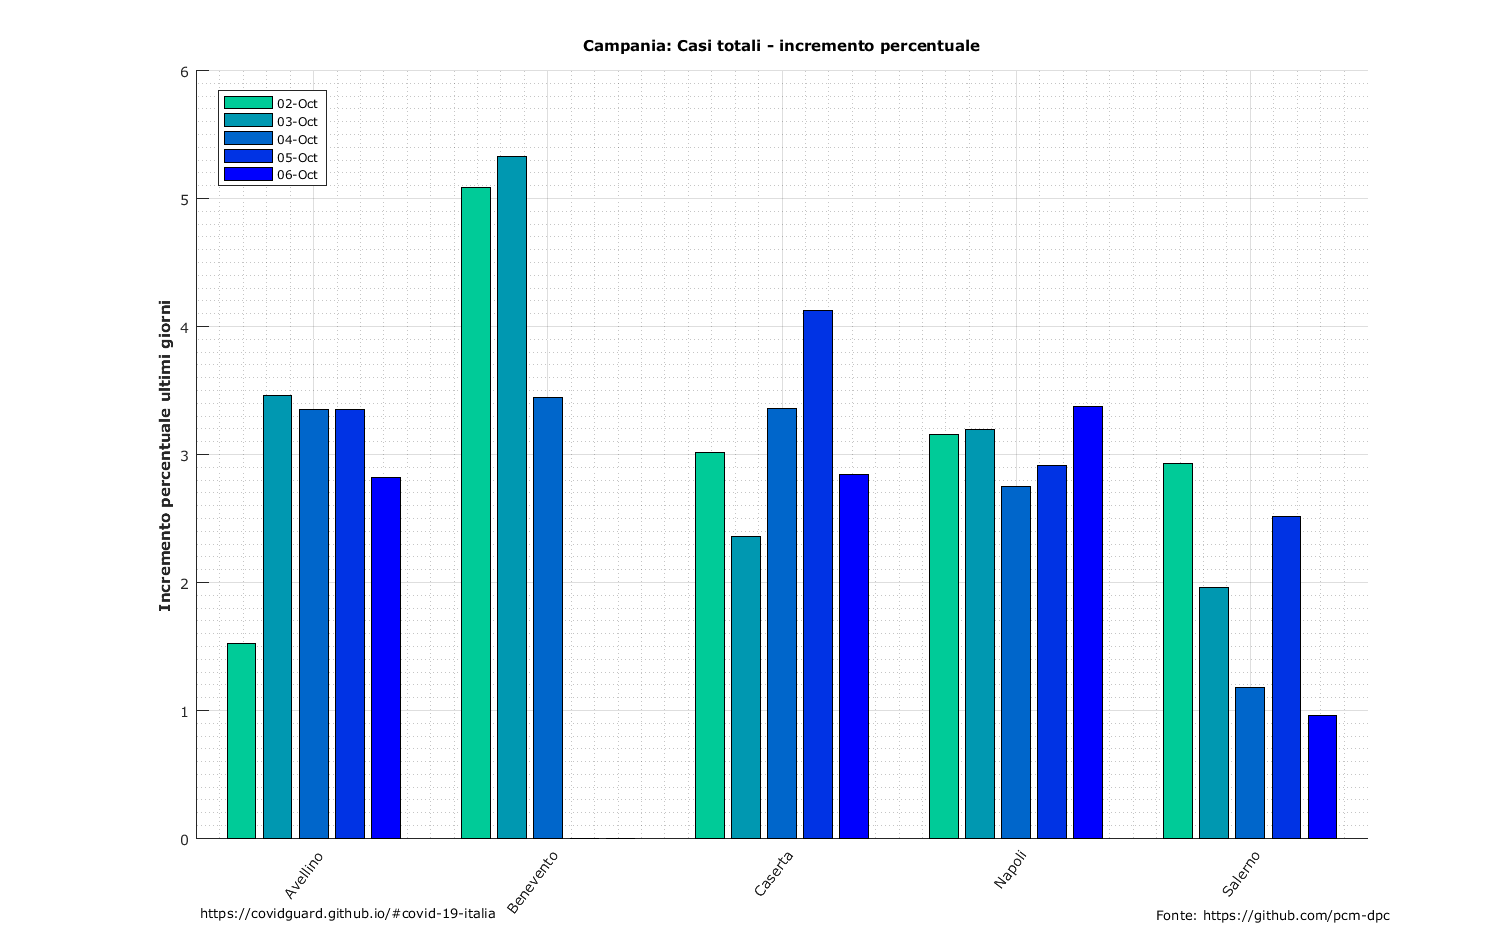 Campania: Casi totali - incremento percentuale
6
5
4
3
2
1
0
Incremento percentuale ultimi giorni
02-Oct
03-Oct
04-Oct
05-Oct
06-Oct
Avellino
Benevento
Caserta
Napoli
Salerno
https://covidguard.github.io/#covid-19-italia
Fonte: https://github.com/pcm-dpc